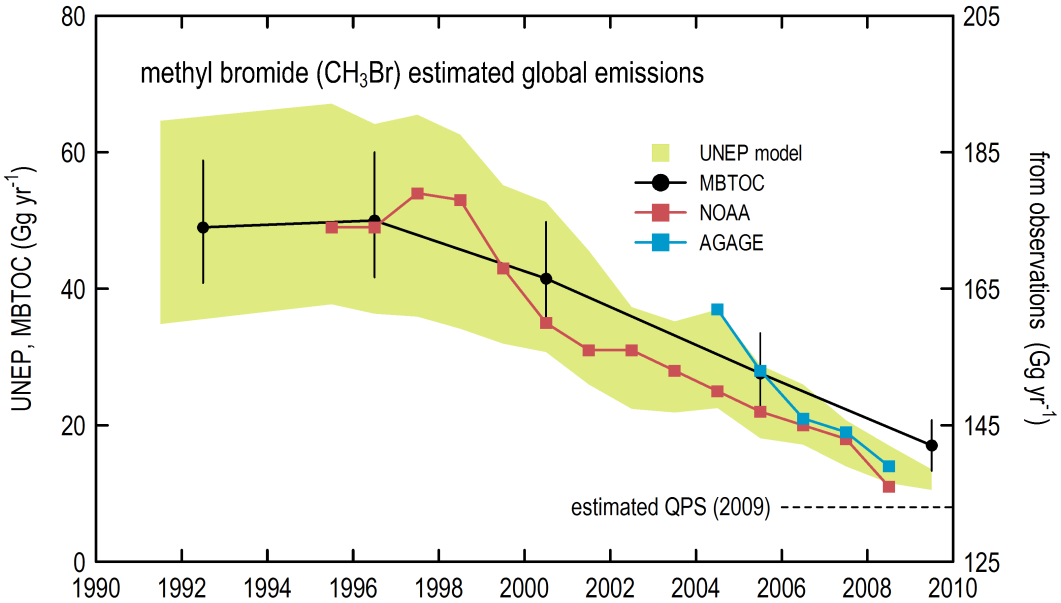 methyl bromide (CH₃Br) estimated global emissions
UNEP, MBTOC (Gg yr⁻¹)
80
60
40
20
0
UNEP model
MBTOC
NOAA
AGAGE
estimated QPS (2009)
205
185
165
145
125
from observations (Gg yr⁻¹)
1990 1992 1994 1996 1998 2000 2002 2004 2006 2008 2010